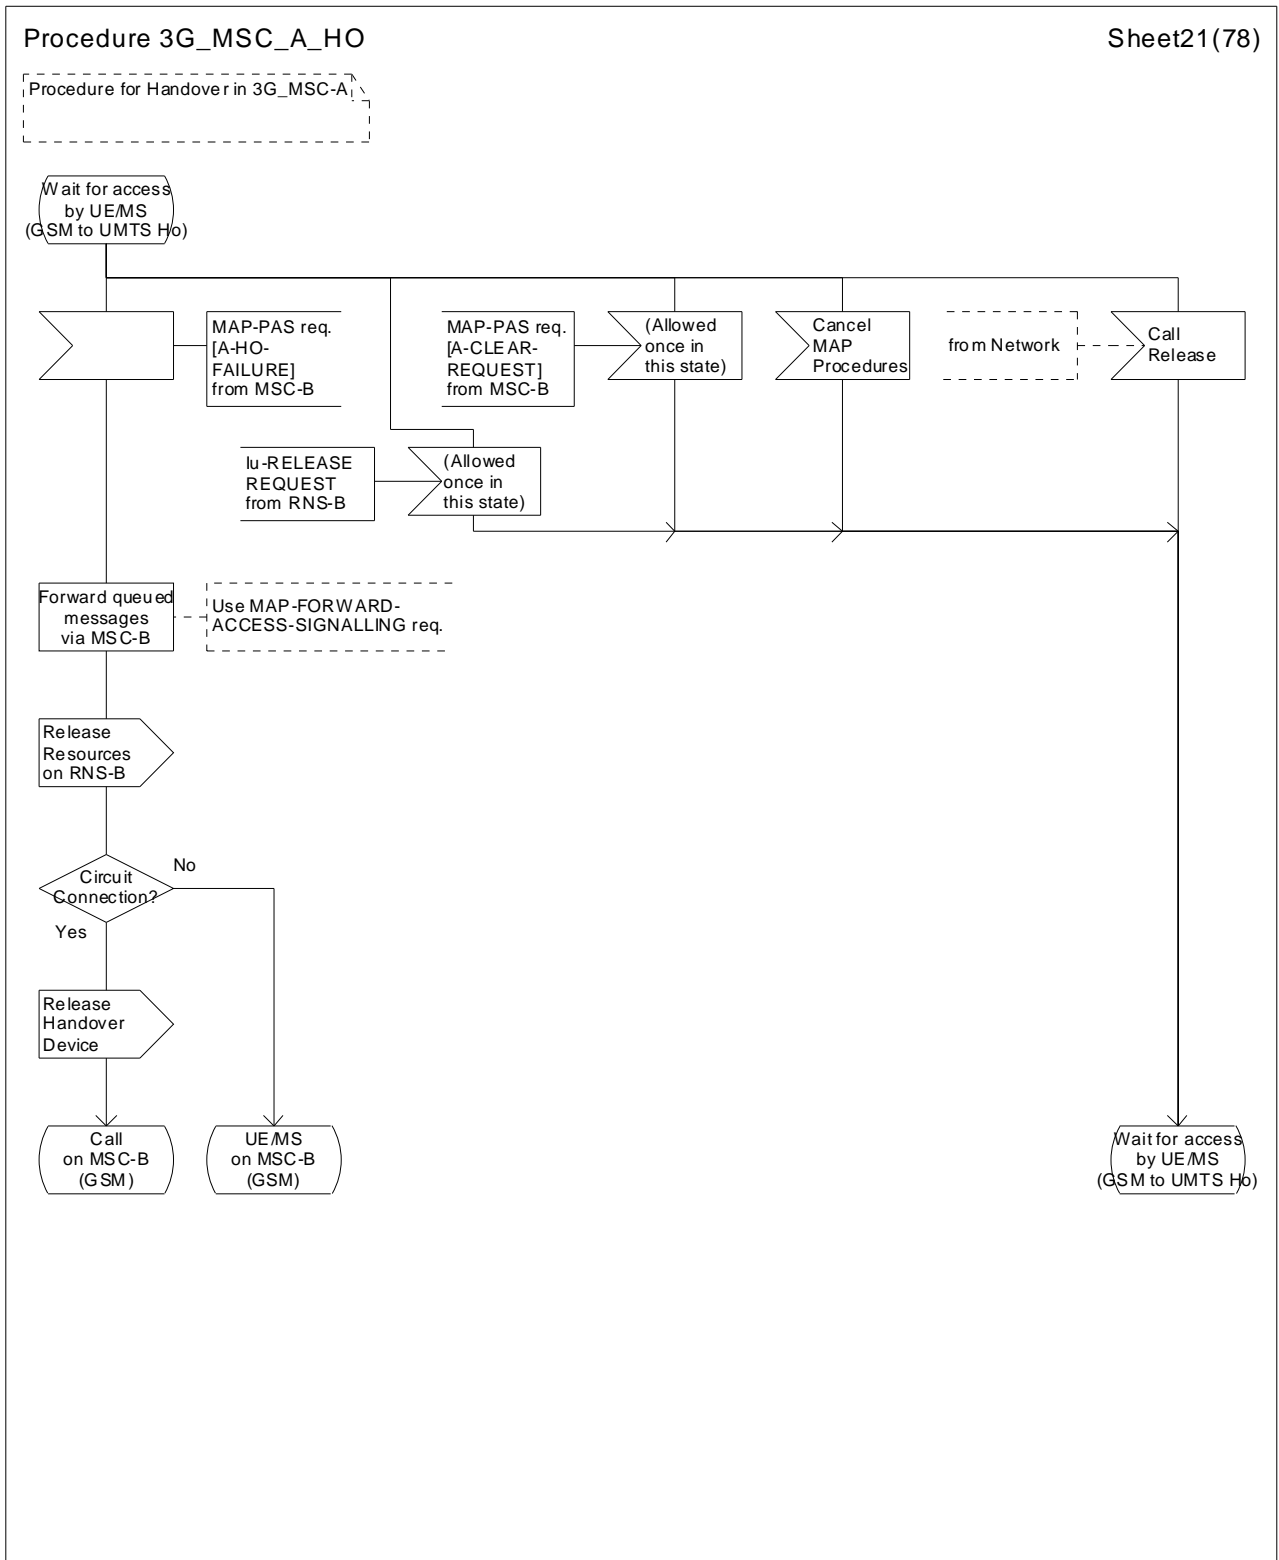 Procedure 3G_MSC_A_HO
Sheet21(78)
Procedure for Handover in 3G_MSC-A
Wait for access
by UE/MS
(GSM to UMTS Ho)
MAP-PAS req.
[A-HO-
FAILURE]
from MSC-B
MAP-PAS req.
[A-CLEAR-
REQUEST]
from MSC-B
(Allowed
once in
this state)
Cancel
MAP
Procedures
from Network
Call
Release
Iu-RELEASE
REQUEST
from RNS-B
(Allowed
once in
this state)
Forward queued
messages
via MSC-B
Use MAP-FORWARD-
ACCESS-SIGNALLING req.
Release
Resources
on RNS-B
Circuit
Connection?
No
Yes
Release
Handover
Device
Call
on MSC-B
(GSM)
UE/MS
on MSC-B
(GSM)
Wait for access
by UE/MS
(GSM to UMTS Ho)